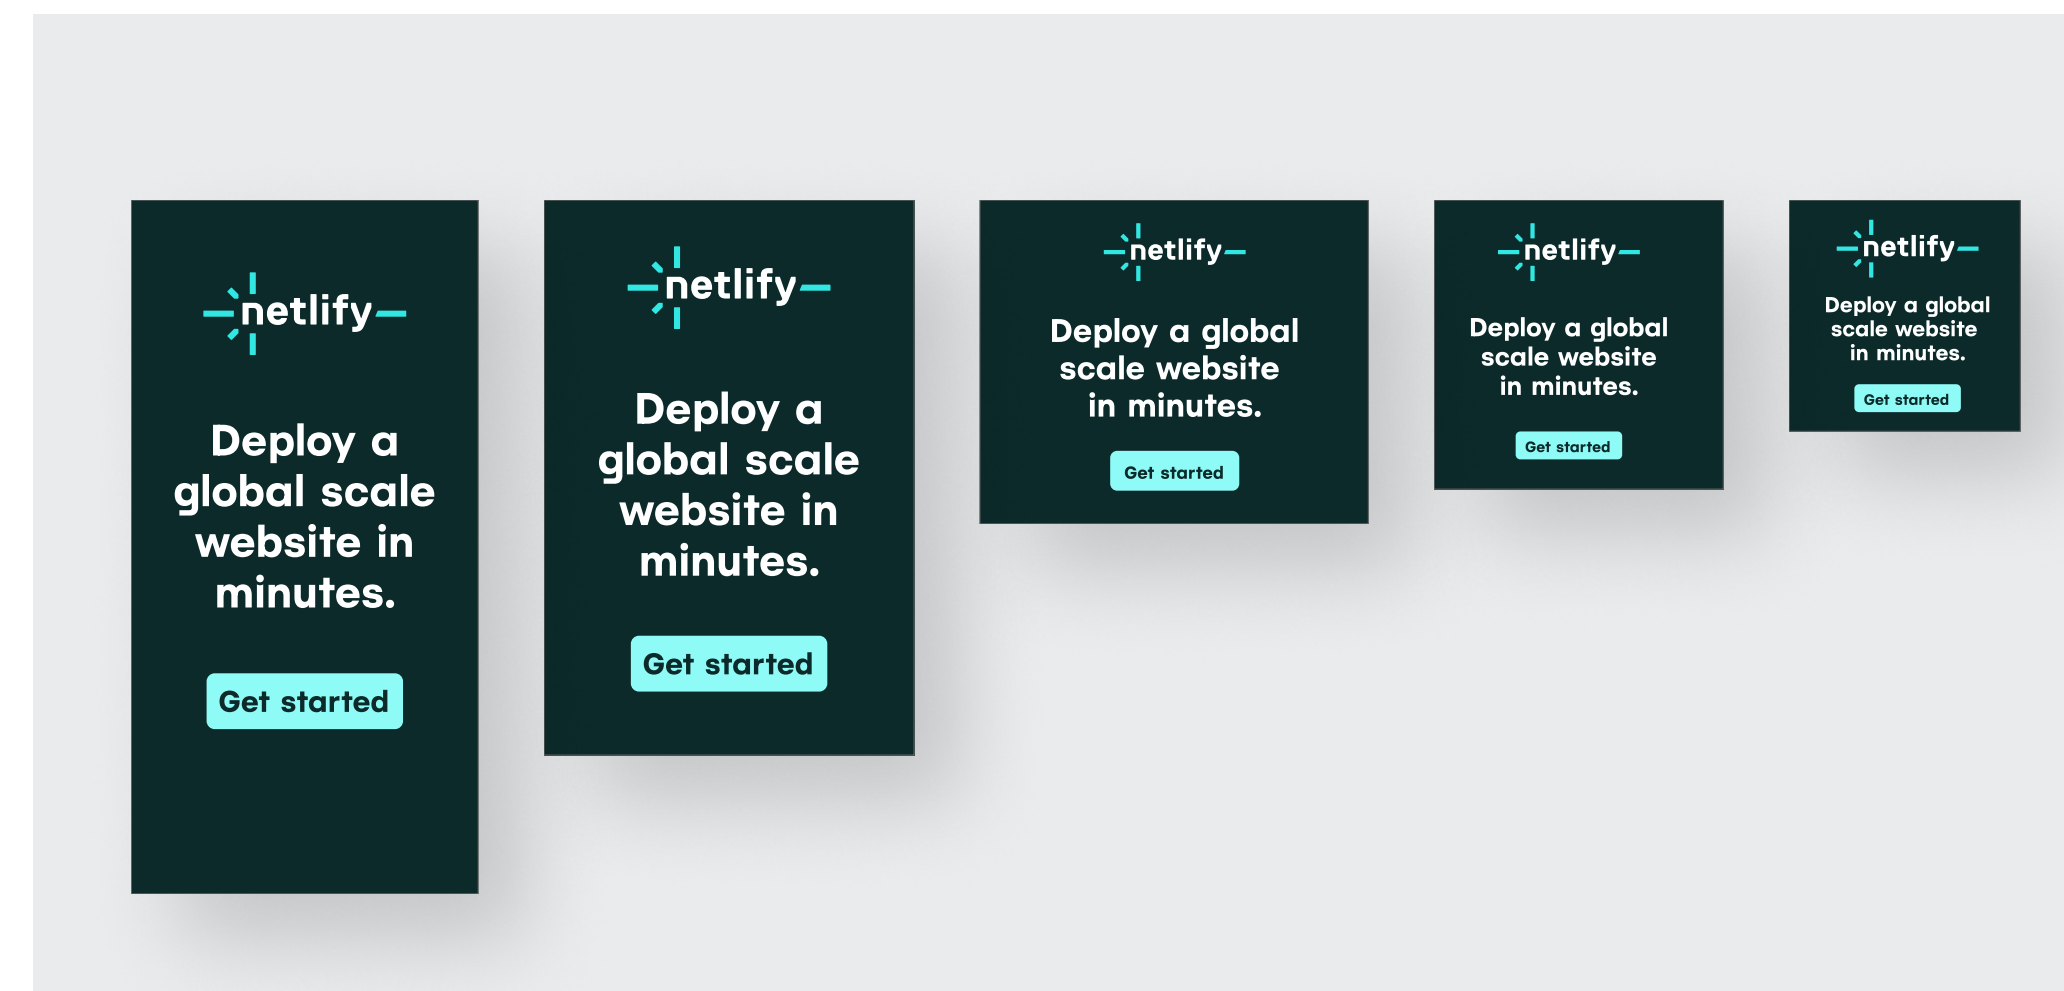 netlify
Deploy a
global scale
website in
minutes.
Get started
netlify
Deploy a
global scale
website in
minutes.
Get started
netlify
Deploy a global
scale website
in minutes.
Get started
netlify
Deploy a global
scale website
in minutes.
Get started
netlify
Deploy a global
scale website
in minutes.
Get started